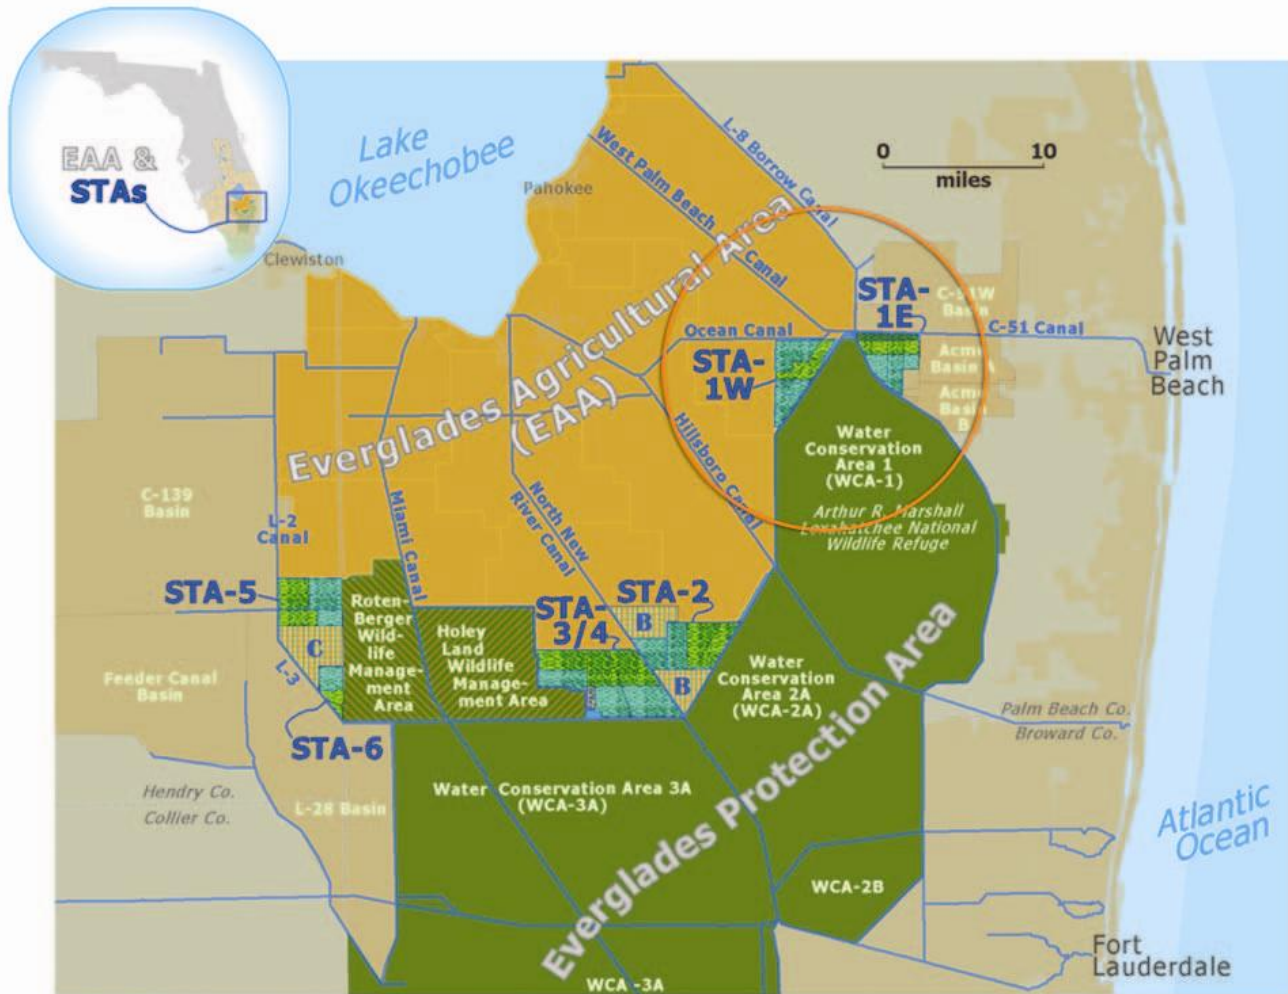 EAA &
STAs
Lake
Okeechobee
Pahokee
Clewiston
West Palm Beach
Canal
L-8 Borrow Canal
0 10
miles
Everglades Agricultural Area
(EAA)
STA-
1E
C-51W
Basin
Ocean Canal
C-51 Canal
West
Palm
Beach
STA-
1W
Acme
Basin A
Acme
Basin
B
Hillsboro Canal
Water
Conservation
Area 1
(WCA-1)
Arthur R. Marshall
Loxahatchee National
Wildlife Refuge
C-139
Basin
L-2
Canal
Miami Canal
North New
River Canal
STA-5
Roten-
Berger
Wild-
life
Manage-
ment
Area
Holey
Land
Wildlife
Manage-
ment Area
STA-
3/4
STA-2
B
B
C
L-3
STA-6
Feeder Canal
Basin
Water
Conservation
Area 2A
(WCA-2A)
Palm Beach Co.
Broward Co.
Hendry Co.
Collier Co.
L-28 Basin
Water Conservation Area 3A
(WCA-3A)
Everglades Protection Area
WCA-2B
Atlantic
Ocean
Fort
Lauderdale
WCA -3A